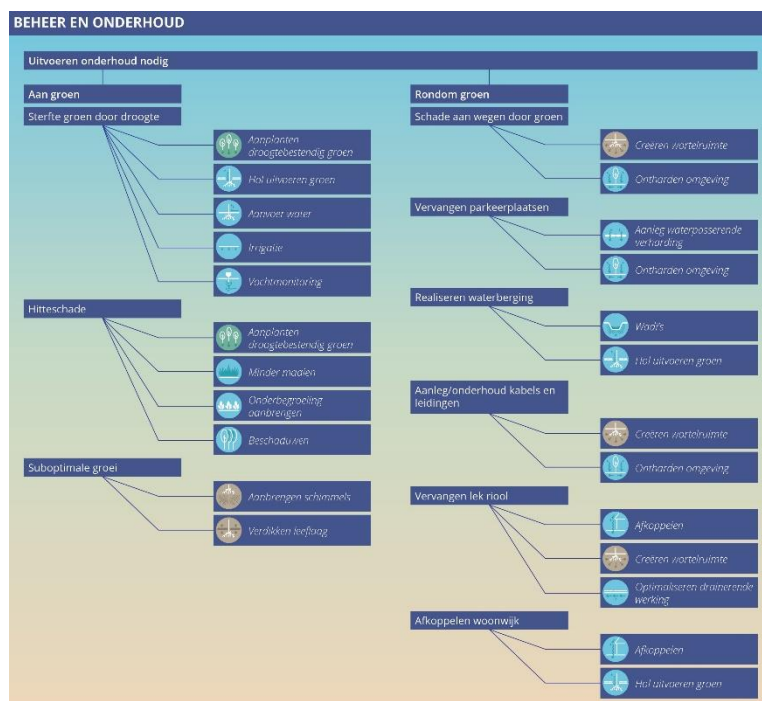 BEHEER EN ONDERHOUD
Uitvoeren onderhoud nodig
Aan groen
Sterfte groen door droogte
Aanplanten
droogtebestendig groen
Hol uitvoeren groen
Aanvoer water
Irrigatie
Vochtmonitoring
Hitteschade
Aanplanten
droogtebestendig groen
Minder maaien
Onderbegroeiing
aanbrengen
Beschaduwen
Suboptimale groei
Aanbrengen schimmels
Verdikken leeflaag
Rondom groen
Schade aan wegen door groen
Creëren wortelruimte
Ontharden omgeving
Vervangen parkeerplaatsen
Aanleg waterpasserende
verharding
Ontharden omgeving
Realiseren waterberging
Wadi's
Hol uitvoeren groen
Aanleg/onderhoud kabels en
leidingen
Creëren wortelruimte
Ontharden omgeving
Vervangen lek riool
Afkoppelen
Creëren wortelruimte
Optimaliseren drainerende
werking
Afkoppelen woonwijk
Afkoppelen
Hol uitvoeren groen